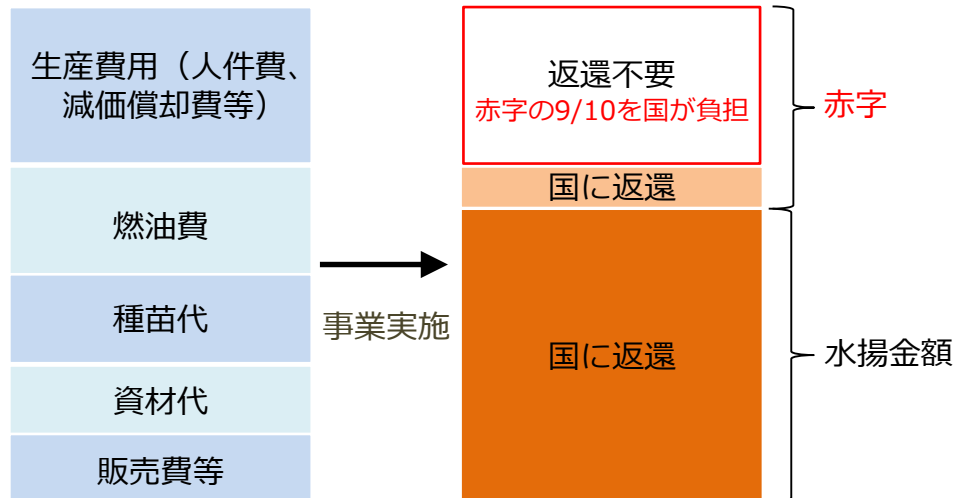 生産費用（人件費、
減価償却費等）
燃油費
種苗代
資材代
販売費等
事業実施
返還不要
赤字の9/10を国が負担
国に返還
国に返還
赤字
水揚金額